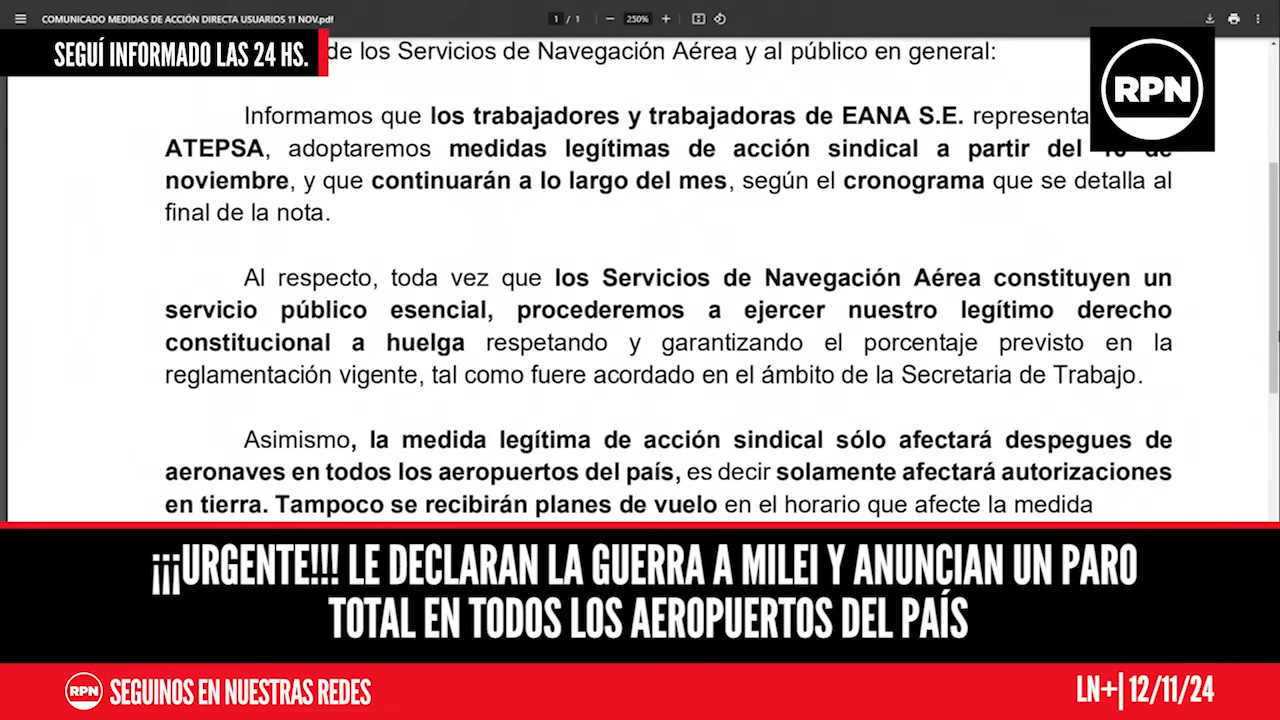 COMUNICADO MEDIDAS DE ACCIÓN DIRECTA USUARIOS 11 NOV.pdf
1 / 1
250%
SEGUÍ INFORMADO LAS 24 HS.
de los Servicios de Navegación Aérea y al público en general:
RPN
Informamos que los trabajadores y trabajadoras de EANA S.E.
ATEPSA, adoptaremos medidas legítimas de acción sindical a partir del
noviembre, y que continuarán a lo largo del mes, según el cronograma que se detalla al
final de la nota.
Al respecto, toda vez que los Servicios de Navegación Aérea constituyen un
servicio público esencial, procederemos a ejercer nuestro legítimo derecho
constitucional a huelga respetando y garantizando el porcentaje previsto en la
reglamentación vigente, tal como fuere acordado en el ámbito de la Secretaria de Trabajo.
Asimismo, la medida legítima de acción sindical sólo afectará despegues de
aeronaves en todos los aeropuertos del país, es decir solamente afectará autorizaciones
en tierra. Tampoco se recibirán planes de vuelo en el horario que afecte la medida
¡¡¡URGENTE!!! LE DECLARAN LA GUERRA A MILEI Y ANUNCIAN UN PARO
TOTAL EN TODOS LOS AEROPUERTOS DEL PAÍS
RPN SEGUINOS EN NUESTRAS REDES
LN+| 12/11/24